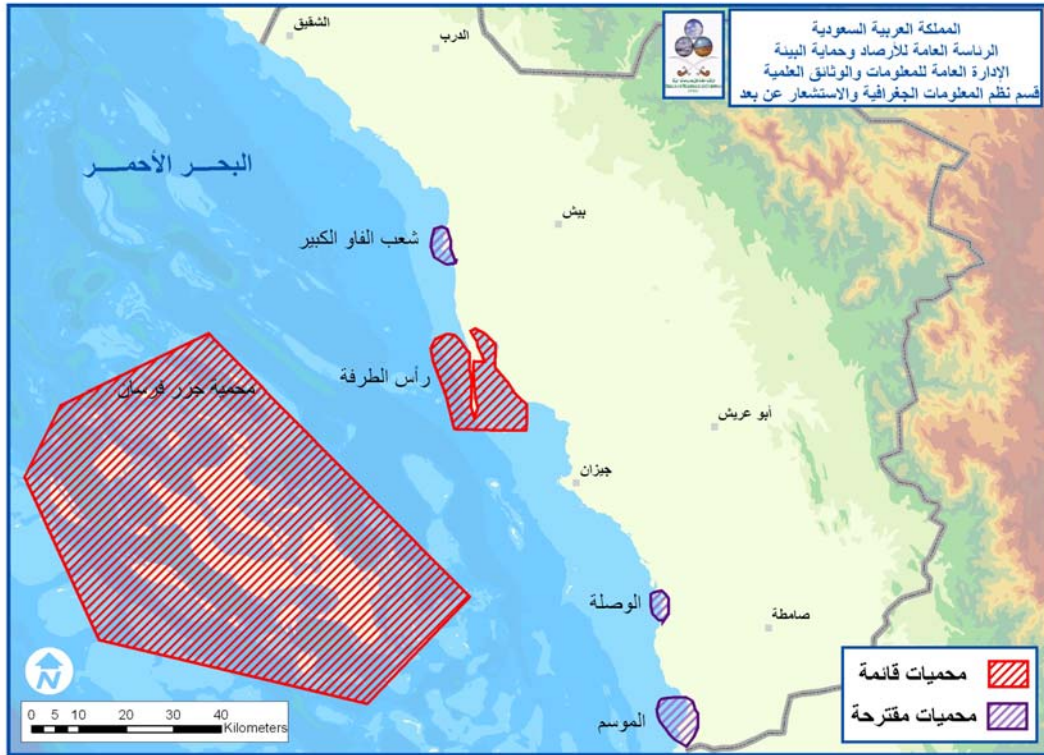 المملكة العربية السعودية
الرئاسة العامة للأرصاد وحماية البيئة
الإدارة العامة للمعلومات والوثائق العلمية
قسم نظم المعلومات الجغرافية والاستشعار عن بعد
الشقيق
الدرب
البحـــر الأحمـــــر
بيش
شعب الفاو الكبير
رأس الطرفة
محمية جزر فرسان
أبو عريش
جيزان
الوصلة
صامطة
الموسم
محميات قائمة
محميات مقترحة
N
0 5 10 20 30 40
Kilometers